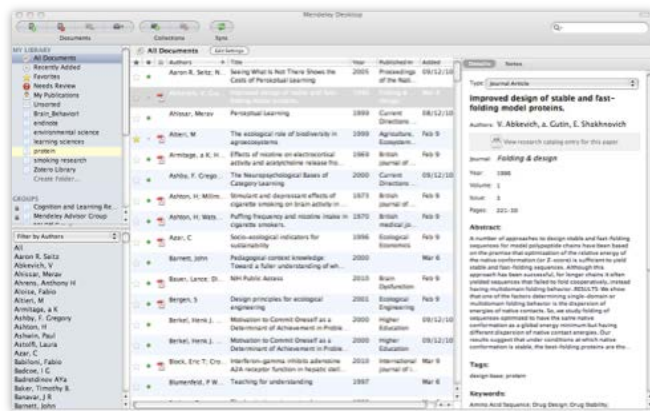 Mendeley Desktop
Documents
Collections
Sync
MY LIBRARY
All Documents
Recently Added
Favorites
Needs Review
My Publications
Unsorted
Brain_Behavior
endnote
environmental science
learning sciences
protein
smoking research
Zotero Library
Create Folder...
GROUPS
Cognition and Learning Re...
Mendeley Advisor Group
Filter by Authors
All
Aaron R. Seitz
Abkevich, V
Ahissar, Merav
Ahrens, Anthony H
Aloise, Fabio
Altieri, M
Armitage, a K
Ashby, F. Gregory
Ashton, H
Ashwin, Paul
Autolfi, Laura
Azar, C
Babiloni, Fabio
Badcoe, I G
Badretdinov AYa
Baker, Timothy B.
Banavar, J R
Barnett, John
All Documents
Edit Settings
Authors
Title
Year
Published In
Added
Aaron R. Seitz; N...
Seeing What Is Not There Shows the Costs of Perceptual Learning
2005
Proceedings of the Nati...
09/12/10
Ahissar, Merav
Perceptual Learning
1999
Current Directions ...
08/12/10
Altieri, M
The ecological role of biodiversity in agroecosystems
1999
Agriculture, Ecosystem...
Feb 9
Armitage, a K; H...
Effects of nicotine on electrocortical activity and acetylcholine release fro...
1969
British journal of ...
Feb 9
Ashby, F. Grego...
The Neuropsychological Bases of Category Learning
2000
Current Directions ...
09/12/10
Ashton, H; Millm...
Stimulant and depressant effects of cigarette smoking on brain activity in ...
1973
British journal of ...
Feb 9
Ashton, H; Wats...
Puffing frequency and nicotine intake in cigarette smokers.
1970
British medical jo...
Feb 9
Azar, C
Socio-ecological indicators for sustainability
1996
Ecological Economics
Feb 9
Barnett, John
Pedagogical context knowledge: Toward a fuller understanding of wh...
2000
Mar 6
Bauer, Lance; Di...
NIH Public Access
2010
Brain Dysfunction
Feb 9
Bergen, S
Design principles for ecological engineering
2001
Ecological Engineering
Feb 9
Berkel, Henk J. ...
Motivation to Commit Oneself as a Determinant of Achievement in Proble...
2000
Higher Education
Mar 6
Berkel, Henk J. ...
Motivation to Commit Oneself as a Determinant of Achievement in Proble...
2000
Higher Education
Mar 6
Block, Eric T; Cro...
Interferon-gamma inhibits adenosine A2A receptor function in hepatic stell...
2010
International journal of i...
Mar 9
Blumenfeld, P W...
Teaching for understanding
1997
Mar 6
Details
Notes
Type: Journal Article
Improved design of stable and fast-
folding model proteins.
Authors: V. Abkevich, a. Gutin, E. Shakhnovich
View research catalog entry for this paper
Journal: Folding & design
Year: 1996
Volume: 1
Issue: 3
Pages: 221-30
Abstract:
A number of approaches to design stable and fast-folding
sequences for model polypeptide chains have been based
on the premise that optimisation of the relative energy of
the native conformation (or Z-score) is sufficient to yield
stable and fast-folding sequences. Although this
approach has been successful, for longer chains it often
yielded sequences that failed to fold cooperatively, instead
having multidomain folding behavior. RESULTS: We show
that one of the factors determining single-domain or
multidomain folding behavior is the dispersion of
energies of native contacts. So, we study folding of
sequences optimized to have the same native
conformation as a global energy minimum but having
different dispersion of native contact energies. Our
results suggest that under conditions at which native
conformation is stable, the best-folding proteins are the...
Tags:
design base; protein
Keywords:
Amino Acid Sequence; Drug Design; Drug Stability;